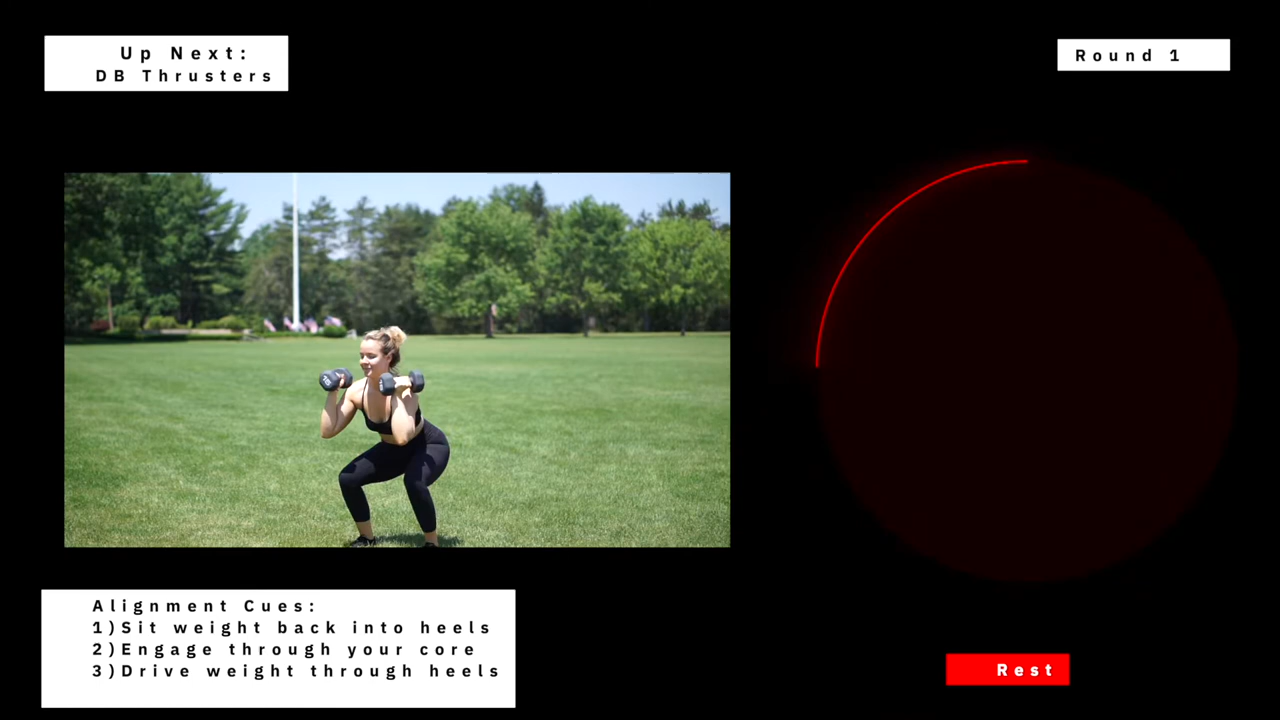 Up Next:
DB Thrusters
Round 1
Alignment Cues:
1)Sit weight back into heels
2)Engage through your core
3)Drive weight through heels
Rest